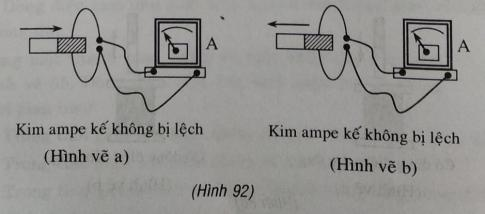 A
A
Kim ampe kế không bị lệch
(Hình vẽ a)
Kim ampe kế không bị lệch
(Hình vẽ b)
(Hình 92)